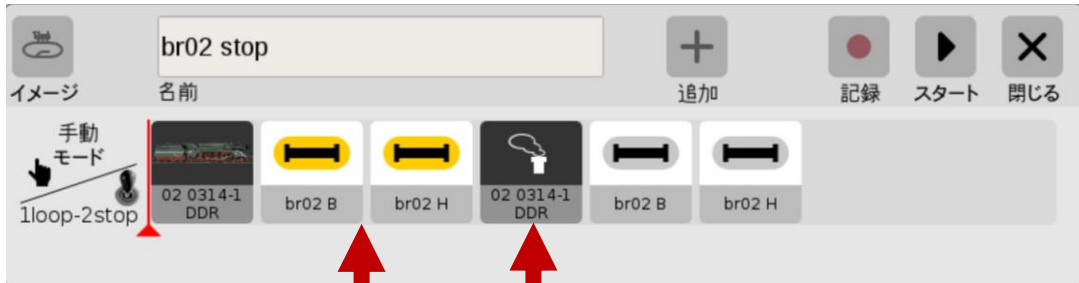 br02 stop
イメージ
名前
追加
記録
スタート
閉じる
手動
モード
1loop-2stop
02 0314-1
DDR
br02 B
br02 H
02 0314-1
DDR
br02 B
br02 H